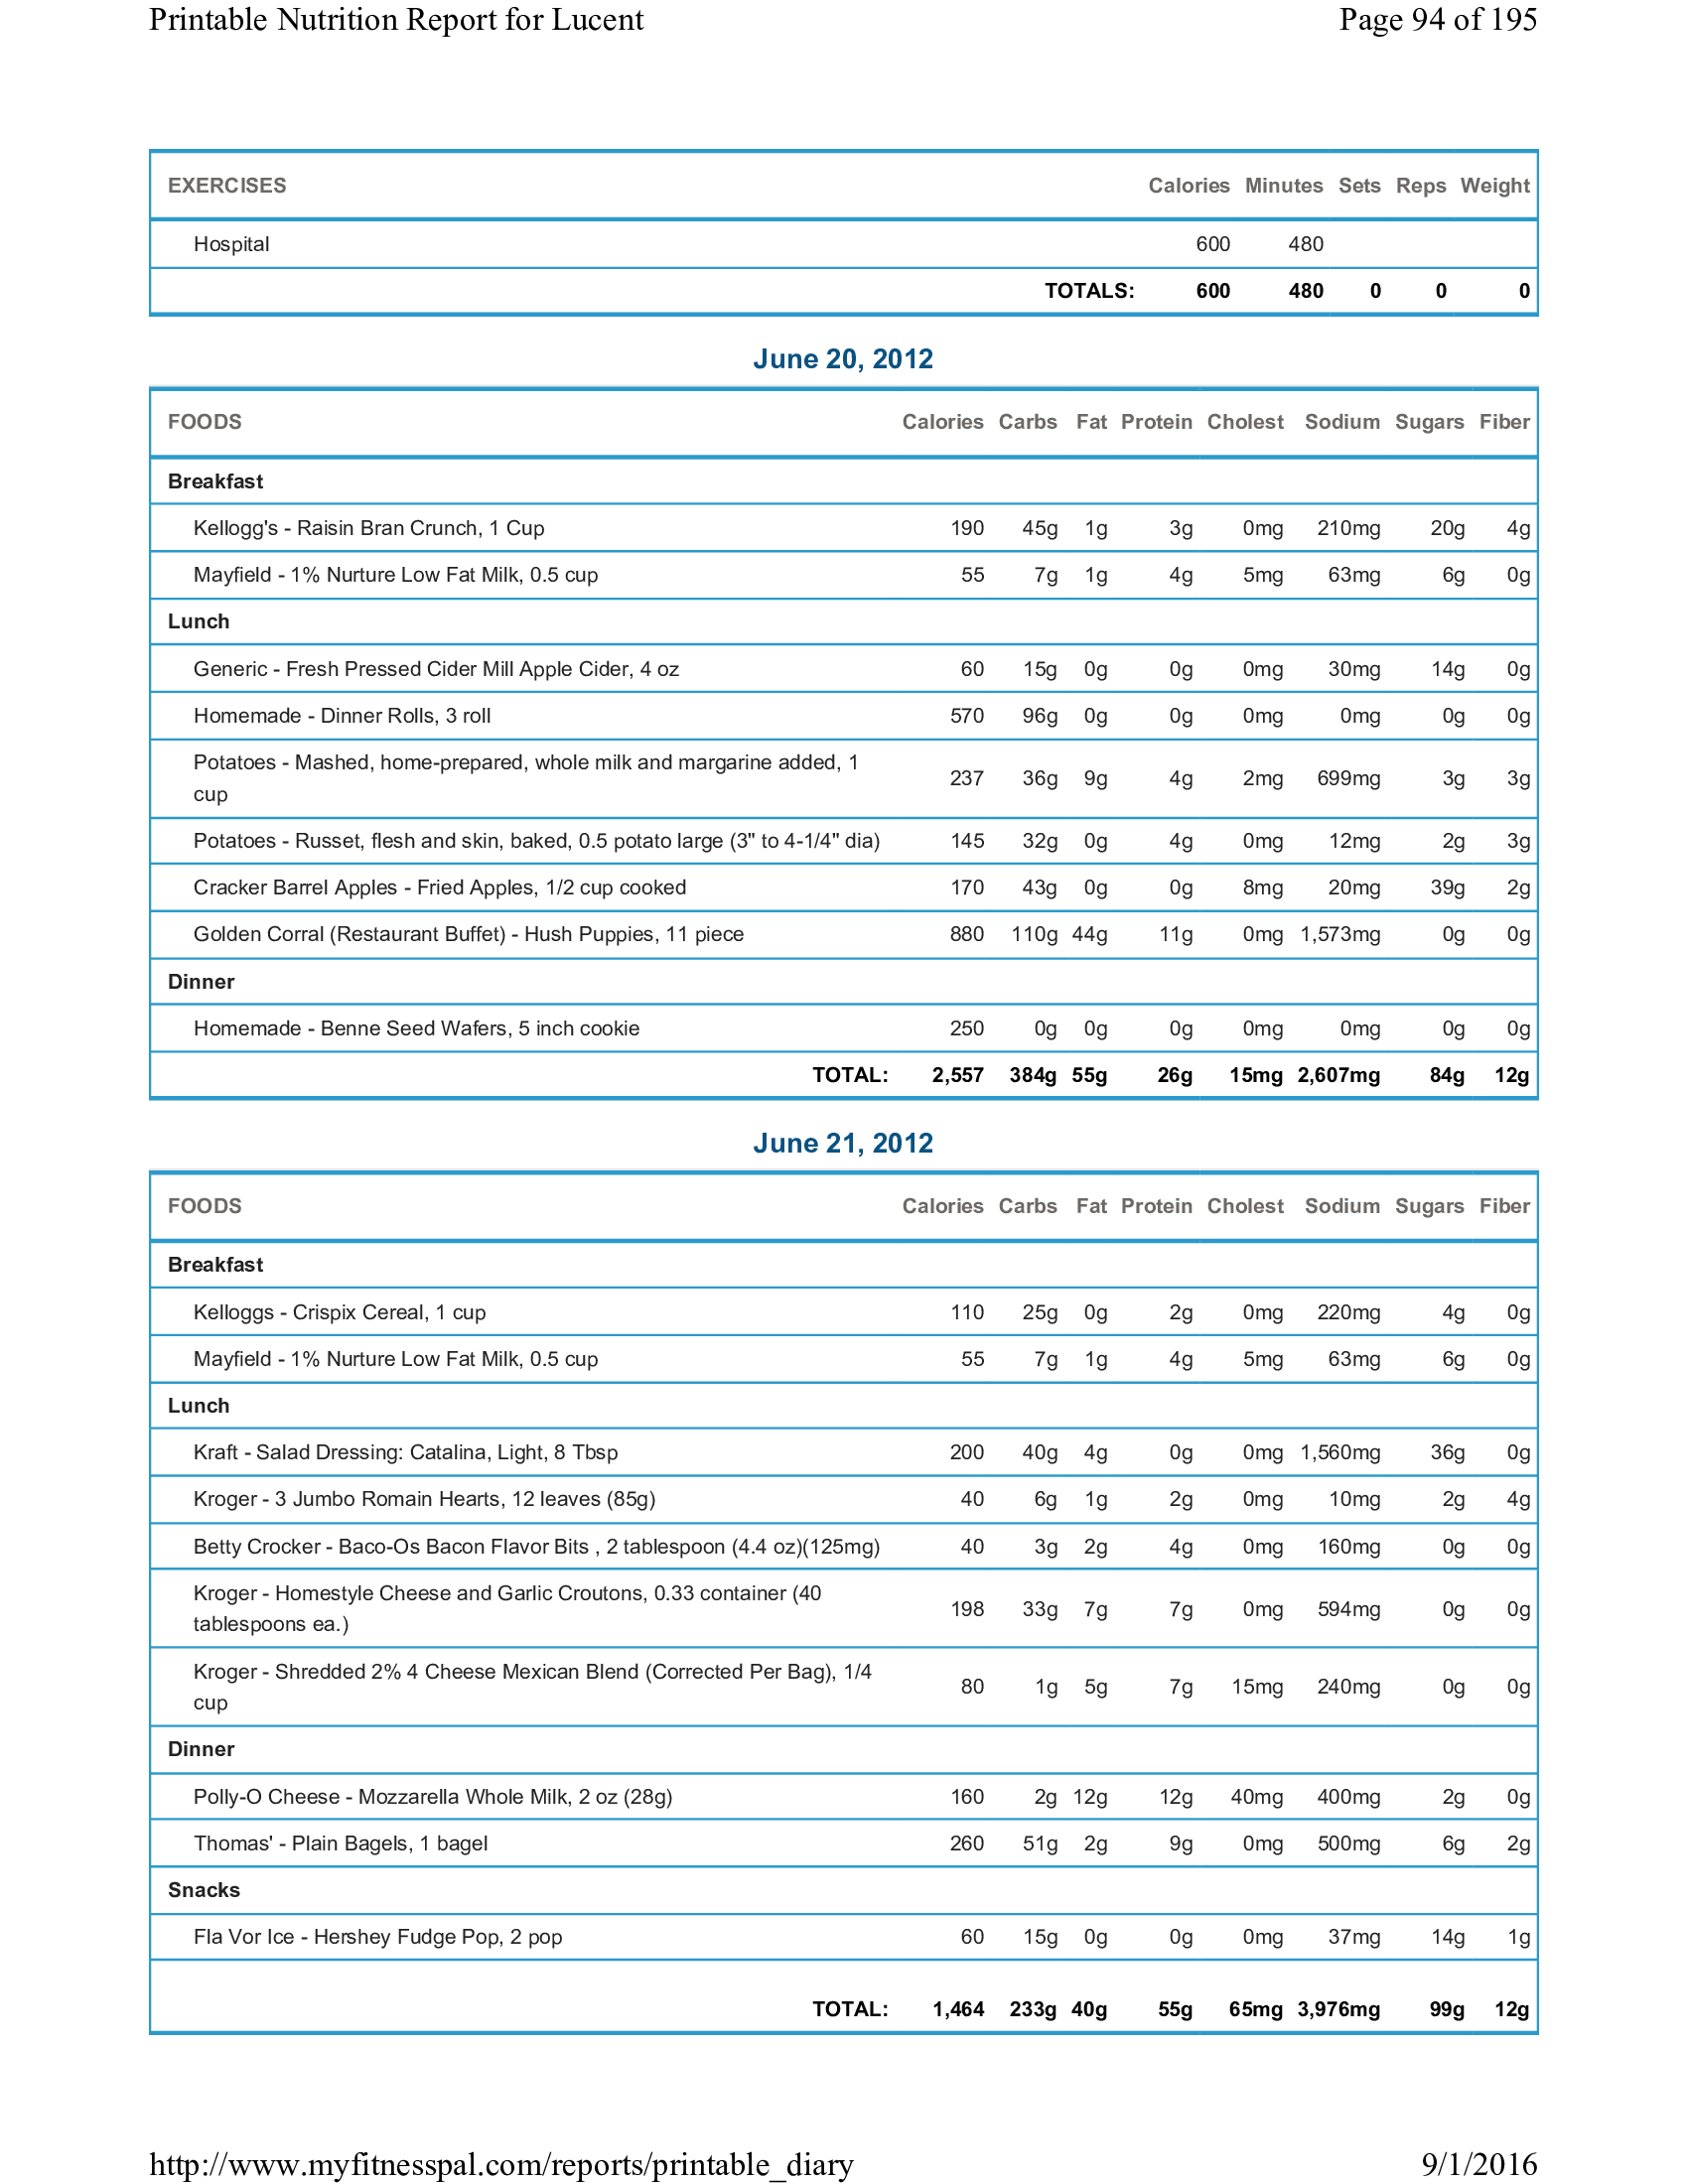 Printable Nutrition Report for Lucent Page 94 of 195
EXERCISES Calories Minutes Sets Reps Weight
Hospital 600 480
TOTALS: 600 480 0 0 0
June 20, 2012
FOODS Calories Carbs Fat Protein Cholest Sodium Sugars Fiber
Breakfast
Kellogg's - Raisin Bran Crunch, 1 Cup 190 45g 1g 3g 0mg 210mg 20g 4g
Mayfield - 1% Nurture Low Fat Milk, 0.5 cup 55 7g 1g 4g 5mg 63mg 6g 0g
Lunch
Generic - Fresh Pressed Cider Mill Apple Cider, 4 oz 60 15g 0g 0g 0mg 30mg 14g 0g
Homemade - Dinner Rolls, 3 roll 570 96g 0g 0g 0mg 0mg 0g 0g
Potatoes - Mashed, home-prepared, whole milk and margarine added, 1
cup 237 36g 9g 4g 2mg 699mg 3g 3g
Potatoes - Russet, flesh and skin, baked, 0.5 potato large (3" to 4-1/4" dia) 145 32g 0g 4g 0mg 12mg 2g 3g
Cracker Barrel Apples - Fried Apples, 1/2 cup cooked 170 43g 0g 0g 8mg 20mg 39g 2g
Golden Corral (Restaurant Buffet) - Hush Puppies, 11 piece 880 110g 44g 11g 0mg 1,573mg 0g 0g
Dinner
Homemade - Benne Seed Wafers, 5 inch cookie 250 0g 0g 0g 0mg 0mg 0g 0g
TOTAL: 2,557 384g 55g 26g 15mg 2,607mg 84g 12g
June 21, 2012
FOODS Calories Carbs Fat Protein Cholest Sodium Sugars Fiber
Breakfast
Kelloggs - Crispix Cereal, 1 cup 110 25g 0g 2g 0mg 220mg 4g 0g
Mayfield - 1% Nurture Low Fat Milk, 0.5 cup 55 7g 1g 4g 5mg 63mg 6g 0g
Lunch
Kraft - Salad Dressing: Catalina, Light, 8 Tbsp 200 40g 4g 0g 0mg 1,560mg 36g 0g
Kroger - 3 Jumbo Romain Hearts, 12 leaves (85g) 40 6g 1g 2g 0mg 10mg 2g 4g
Betty Crocker - Baco-Os Bacon Flavor Bits , 2 tablespoon (4.4 oz)(125mg) 40 3g 2g 4g 0mg 160mg 0g 0g
Kroger - Homestyle Cheese and Garlic Croutons, 0.33 container (40
tablespoons ea.) 198 33g 7g 7g 0mg 594mg 0g 0g
Kroger - Shredded 2% 4 Cheese Mexican Blend (Corrected Per Bag), 1/4
cup 80 1g 5g 7g 15mg 240mg 0g 0g
Dinner
Polly-O Cheese - Mozzarella Whole Milk, 2 oz (28g) 160 2g 12g 12g 40mg 400mg 2g 0g
Thomas' - Plain Bagels, 1 bagel 260 51g 2g 9g 0mg 500mg 6g 2g
Snacks
Fla Vor Ice - Hershey Fudge Pop, 2 pop 60 15g 0g 0g 0mg 37mg 14g 1g
TOTAL: 1,464 233g 40g 55g 65mg 3,976mg 99g 12g
http://www.myfitnesspal.com/reports/printable_diary 9/1/2016